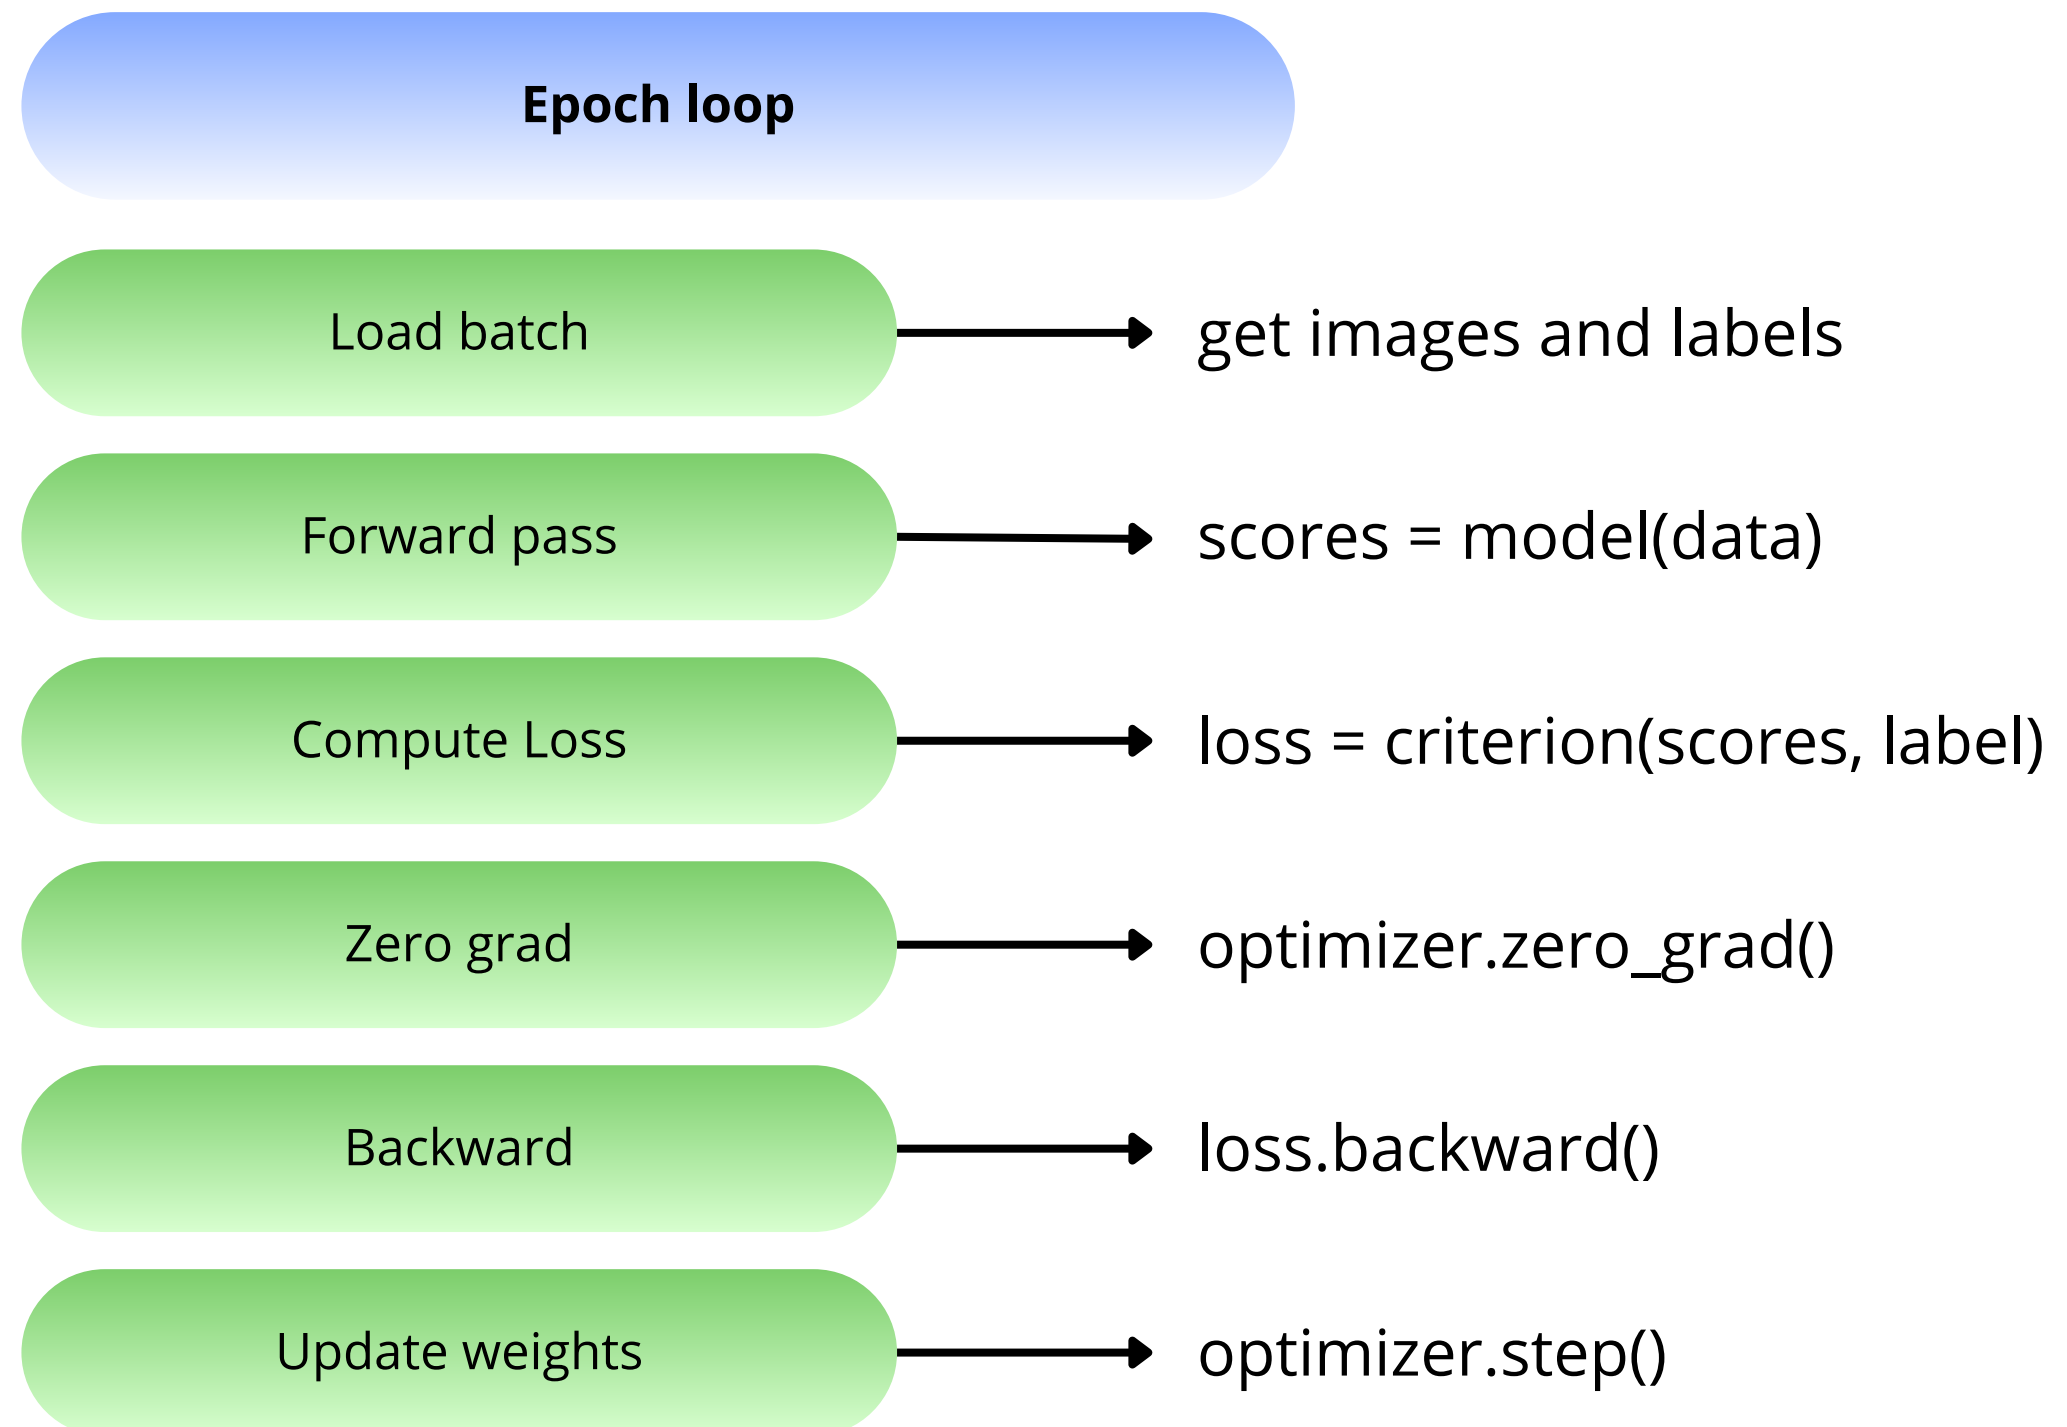 Epoch loop
Load batch
get images and labels
Forward pass
scores = model(data)
Compute Loss
loss = criterion(scores, label)
Zero grad
optimizer.zero_grad()
Backward
loss.backward()
Update weights
optimizer.step()